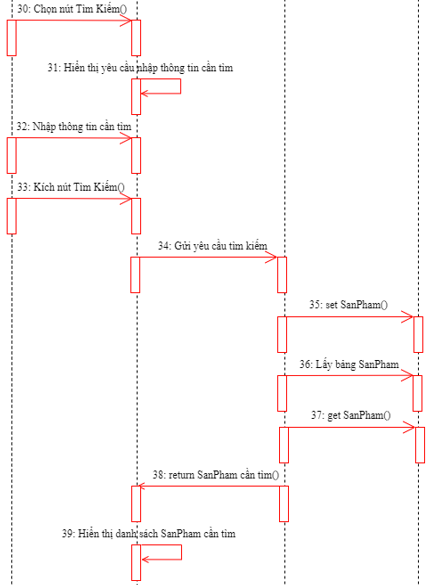 30: Chọn nút Tìm Kiếm()
31: Hiển thị yêu cầu nhập thông tin cần tìm
32: Nhập thông tin cần tìm
33: Kích nút Tìm Kiếm()
34: Gửi yêu cầu tìm kiếm
35: set SanPham()
36: Lấy bảng SanPham
37: get SanPham()
38: return SanPham cần tìm()
39: Hiển thị danh sách SanPham cần tìm